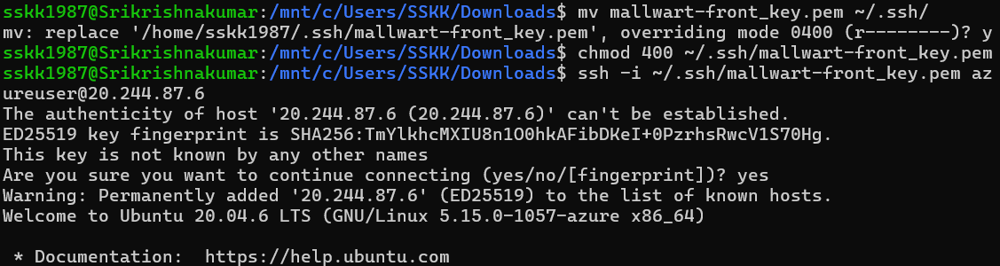 sskk1987@Srikrishnakumar:/mnt/c/Users/SSKK/Downloads$ mv mallwart-front_key.pem ~/.ssh/
mv: replace '/home/sskk1987/.ssh/mallwart-front_key.pem', overriding mode 0400 (r--------)? y
sskk1987@Srikrishnakumar:/mnt/c/Users/SSKK/Downloads$ chmod 400 ~/.ssh/mallwart-front_key.pem
sskk1987@Srikrishnakumar:/mnt/c/Users/SSKK/Downloads$ ssh -i ~/.ssh/mallwart-front_key.pem az
ureuser@20.244.87.6
The authenticity of host '20.244.87.6 (20.244.87.6)' can't be established.
ED25519 key fingerprint is SHA256:TmYlkhcMXIU8n1O0hkAFibDKeI+0PzrhsRwcV1S70Hg.
This key is not known by any other names
Are you sure you want to continue connecting (yes/no/[fingerprint])? yes
Warning: Permanently added '20.244.87.6' (ED25519) to the list of known hosts.
Welcome to Ubuntu 20.04.6 LTS (GNU/Linux 5.15.0-1057-azure x86_64)
 * Documentation:  https://help.ubuntu.com